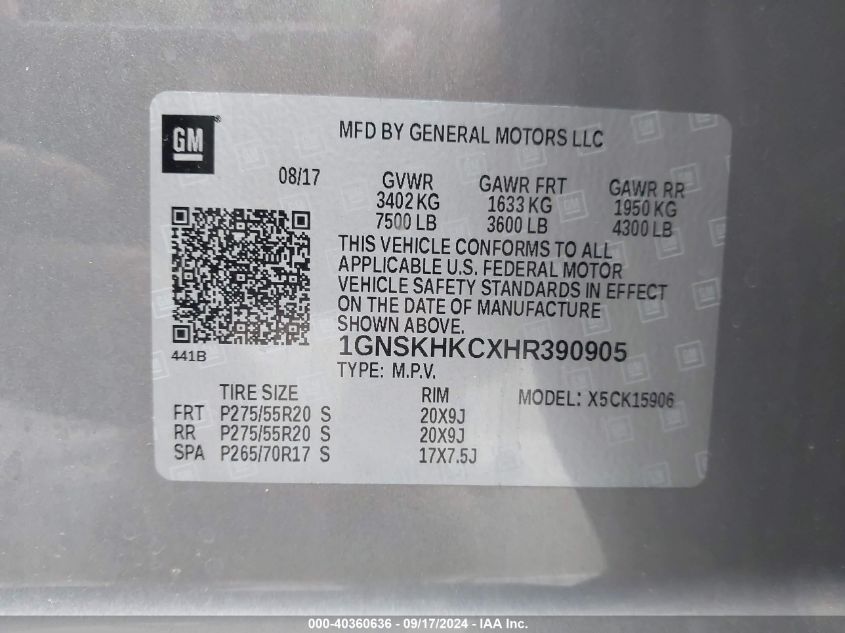 GM
MFD BY GENERAL MOTORS LLC
08/17
GVWR GAWR FRT GAWR RR
3402 KG 1633 KG 1950 KG
7500 LB 3600 LB 4300 LB
THIS VEHICLE CONFORMS TO ALL
APPLICABLE U.S. FEDERAL MOTOR
VEHICLE SAFETY STANDARDS IN EFFECT
ON THE DATE OF MANUFACTURE
SHOWN ABOVE.
441B
1GNSKHKCXHR390905
TYPE: M.P.V.
TIRE SIZE RIM MODEL: X5CK15906
FRT P275/55R20 S 20X9J
RR P275/55R20 S 20X9J
SPA P265/70R17 S 17X7.5J
000-40360636 - 09/17/2024 - IAA Inc.